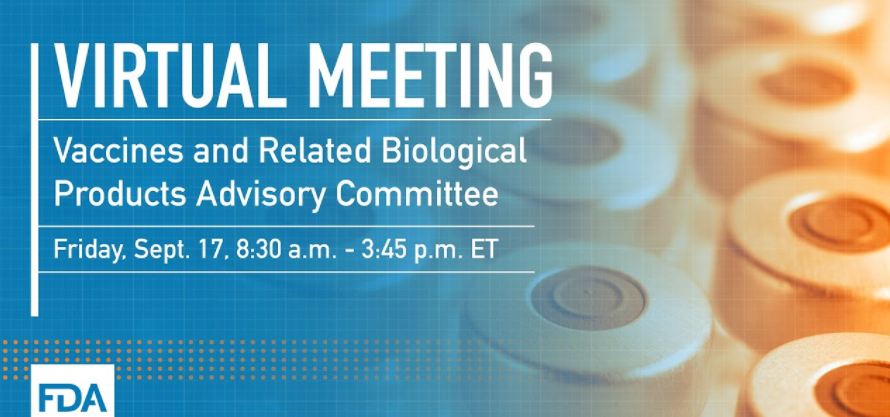 VIRTUAL MEETING
Vaccines and Related Biological
Products Advisory Committee
Friday, Sept. 17, 8:30 a.m. - 3:45 p.m. ET
FDA